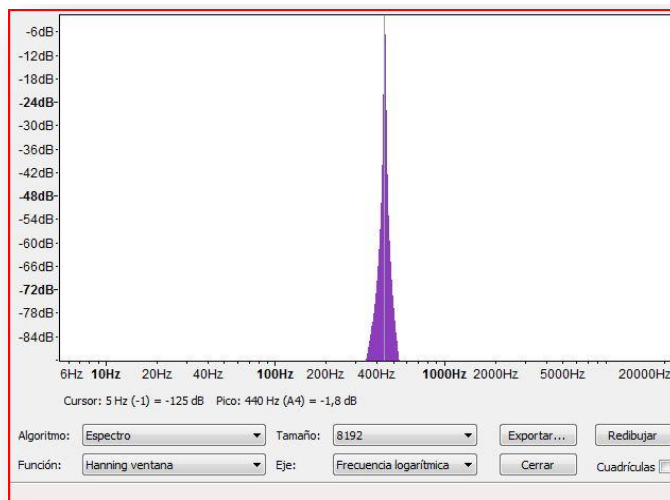 -6dB
-12dB
-18dB
-24dB
-30dB
-36dB
-42dB
-48dB
-54dB
-60dB
-66dB
-72dB
-78dB
-84dB
6Hz 10Hz 20Hz 40Hz 100Hz 200Hz 400Hz 1000Hz 2000Hz 5000Hz 20000Hz
Cursor: 5 Hz (-1) = -125 dB Pico: 440 Hz (A4) = -1,8 dB
Algoritmo: Espectro Tamaño: 8192 Exportar... Redibujar
Función: Hanning ventana Eje: Frecuencia logarítmica Cerrar Cuadrículas